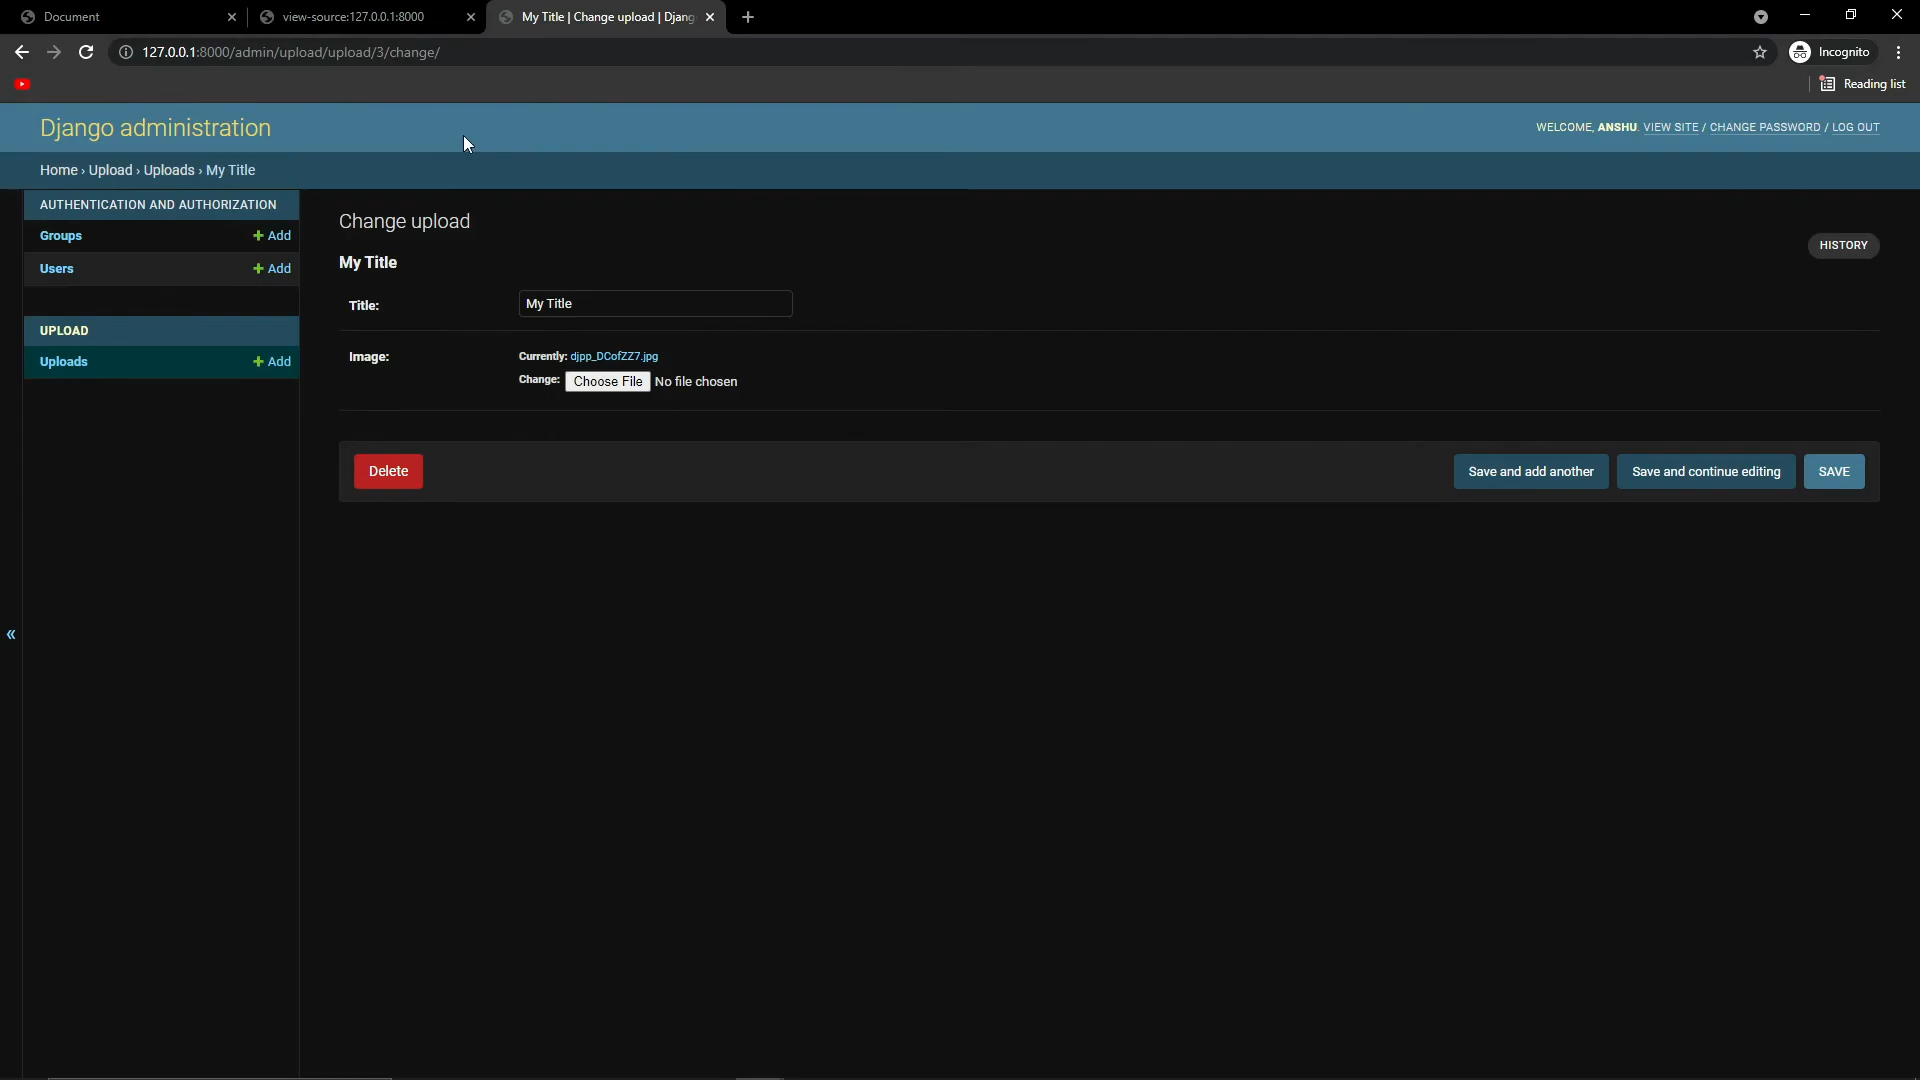 Document
view-source:127.0.0.1:8000
My Title | Change upload | Djang
127.0.0.1:8000/admin/upload/upload/3/change/
Incognito
Reading list
Django administration
WELCOME, ANSHU. VIEW SITE / CHANGE PASSWORD / LOG OUT
Home › Upload › Uploads › My Title
AUTHENTICATION AND AUTHORIZATION
Groups + Add
Users + Add
UPLOAD
Uploads + Add
«
Change upload
HISTORY
My Title
Title: My Title
Image: Currently: djpp_DCofZZ7.jpg
Change: Choose File No file chosen
Delete Save and add another Save and continue editing SAVE